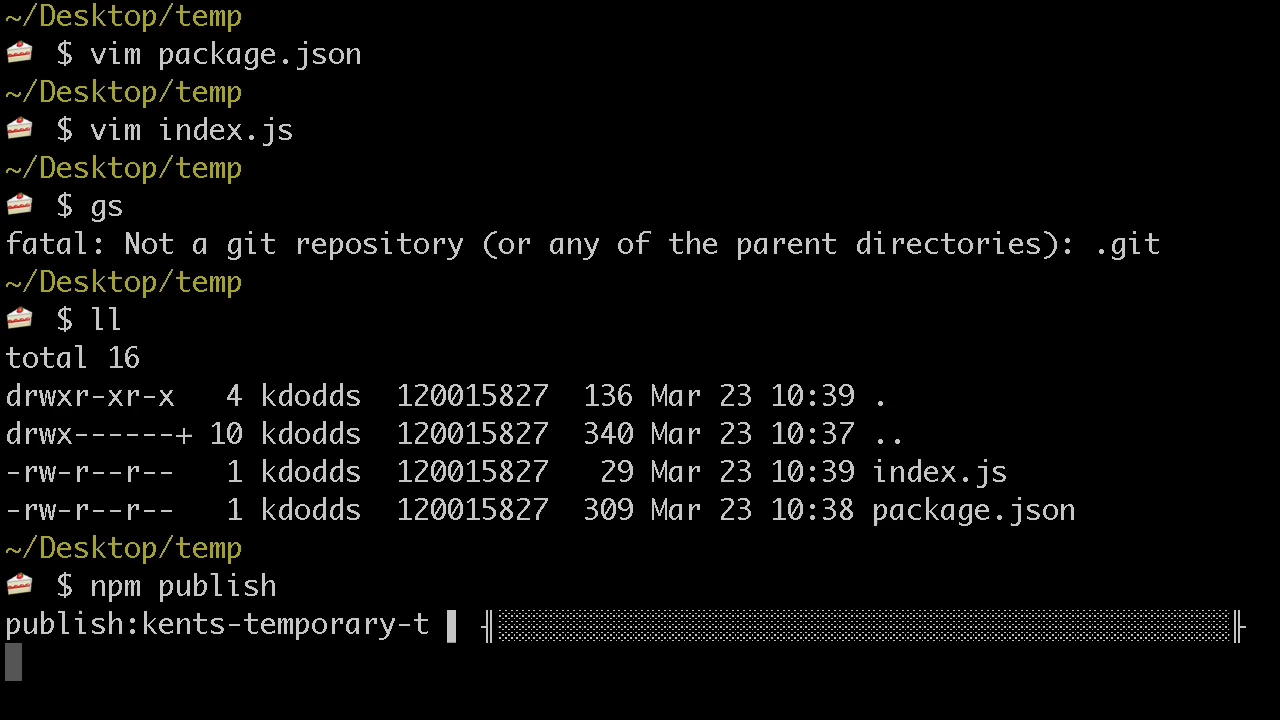 ~/Desktop/temp
🍰 $ vim package.json
~/Desktop/temp
🍰 $ vim index.js
~/Desktop/temp
🍰 $ gs
fatal: Not a git repository (or any of the parent directories): .git
~/Desktop/temp
🍰 $ ll
total 16
drwxr-xr-x   4 kdodds  120015827  136 Mar 23 10:39 .
drwx------+ 10 kdodds  120015827  340 Mar 23 10:37 ..
-rw-r--r--   1 kdodds  120015827   29 Mar 23 10:39 index.js
-rw-r--r--   1 kdodds  120015827  309 Mar 23 10:38 package.json
~/Desktop/temp
🍰 $ npm publish
publish:kents-temporary-t ▌ ╢░░░░░░░░░░░░░░░░░░░░░░░░░░░░░░░░░░░░░░░░░░░╟